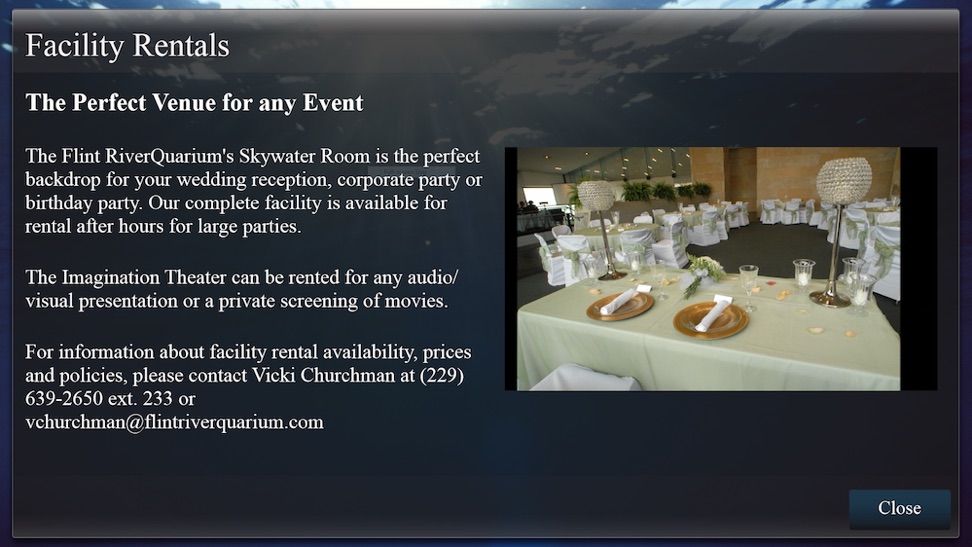 Facility Rentals
The Perfect Venue for any Event
The Flint RiverQuarium's Skywater Room is the perfect
backdrop for your wedding reception, corporate party or
birthday party. Our complete facility is available for
rental after hours for large parties.
The Imagination Theater can be rented for any audio/
visual presentation or a private screening of movies.
For information about facility rental availability, prices
and policies, please contact Vicki Churchman at (229)
639-2650 ext. 233 or
vchurchman@flintriverquarium.com
Close